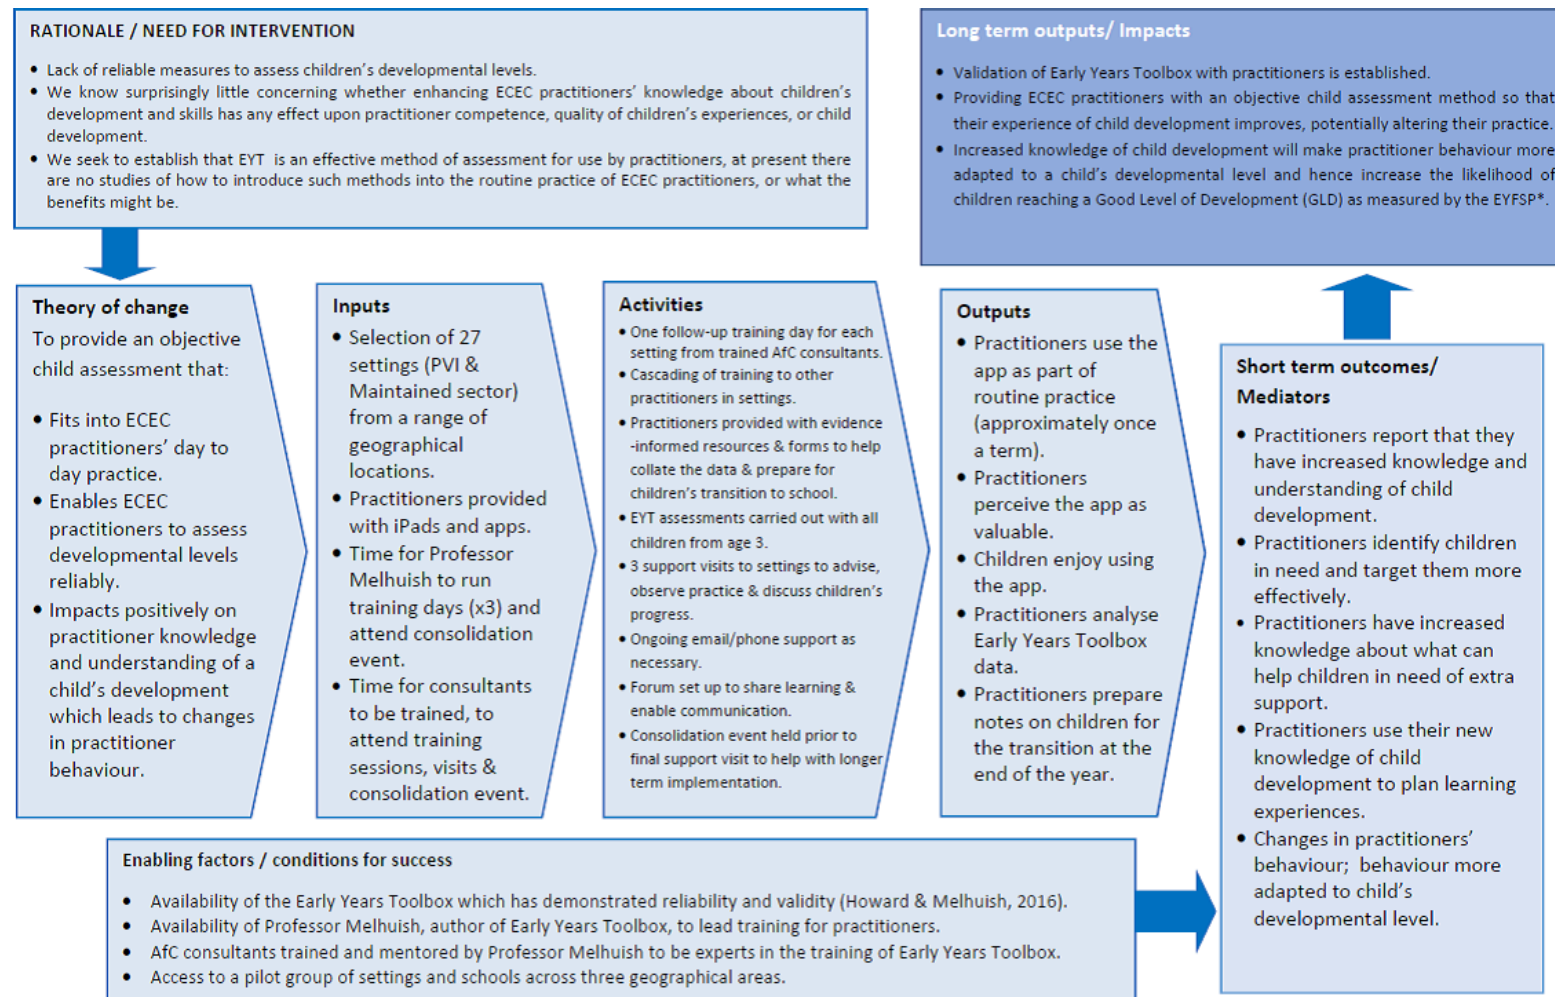 RATIONALE / NEED FOR INTERVENTION
• Lack of reliable measures to assess children's developmental levels.
• We know surprisingly little concerning whether enhancing ECEC practitioners' knowledge about children's
development and skills has any effect upon practitioner competence, quality of children's experiences, or child
development.
• We seek to establish that EYT is an effective method of assessment for use by practitioners, at present there
are no studies of how to introduce such methods into the routine practice of ECEC practitioners, or what the
benefits might be.
Long term outputs/ Impacts
• Validation of Early Years Toolbox with practitioners is established.
• Providing ECEC practitioners with an objective child assessment method so that
their experience of child development improves, potentially altering their practice.
• Increased knowledge of child development will make practitioner behaviour more
adapted to a child's developmental level and hence increase the likelihood of
children reaching a Good Level of Development (GLD) as measured by the EYFSP*.
Theory of change
To provide an objective
child assessment that:
• Fits into ECEC
practitioners' day to
day practice.
• Enables ECEC
practitioners to assess
developmental levels
reliably.
• Impacts positively on
practitioner knowledge
and understanding of a
child's development
which leads to changes
in practitioner
behaviour.
Inputs
• Selection of 27
settings (PVI &
Maintained sector)
from a range of
geographical
locations.
• Practitioners provided
with iPads and apps.
• Time for Professor
Melhuish to run
training days (x3) and
attend consolidation
event.
• Time for consultants
to be trained, to
attend training
sessions, visits &
consolidation event.
Activities
• One follow-up training day for each
setting from trained AfC consultants.
• Cascading of training to other
practitioners in settings.
• Practitioners provided with evidence
-informed resources & forms to help
collate the data & prepare for
children's transition to school.
• EYT assessments carried out with all
children from age 3.
• 3 support visits to settings to advise,
observe practice & discuss children's
progress.
• Ongoing email/phone support as
necessary.
• Forum set up to share learning &
enable communication.
• Consolidation event held prior to
final support visit to help with longer
term implementation.
Outputs
• Practitioners use the
app as part of
routine practice
(approximately once
a term).
• Practitioners
perceive the app as
valuable.
• Children enjoy using
the app.
• Practitioners analyse
Early Years Toolbox
data.
• Practitioners prepare
notes on children for
the transition at the
end of the year.
Short term outcomes/
Mediators
• Practitioners report that they
have increased knowledge and
understanding of child
development.
• Practitioners identify children
in need and target them more
effectively.
• Practitioners have increased
knowledge about what can
help children in need of extra
support.
• Practitioners use their new
knowledge of child
development to plan learning
experiences.
• Changes in practitioners'
behaviour; behaviour more
adapted to child's
developmental level.
Enabling factors / conditions for success
• Availability of the Early Years Toolbox which has demonstrated reliability and validity (Howard & Melhuish, 2016).
• Availability of Professor Melhuish, author of Early Years Toolbox, to lead training for practitioners.
• AfC consultants trained and mentored by Professor Melhuish to be experts in the training of Early Years Toolbox.
• Access to a pilot group of settings and schools across three geographical areas.